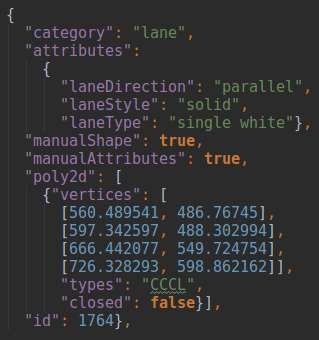 {
"category": "lane",
"attributes":
{
"laneDirection": "parallel",
"laneStyle": "solid",
"laneType": "single white"},
"manualShape": true,
"manualAttributes": true,
"poly2d": [
{"vertices": [
[560.489541, 486.76745],
[597.342597, 488.302994],
[666.442077, 549.724754],
[726.328293, 598.862162]],
"types": "CCCL",
"closed": false}],
"id": 1764},